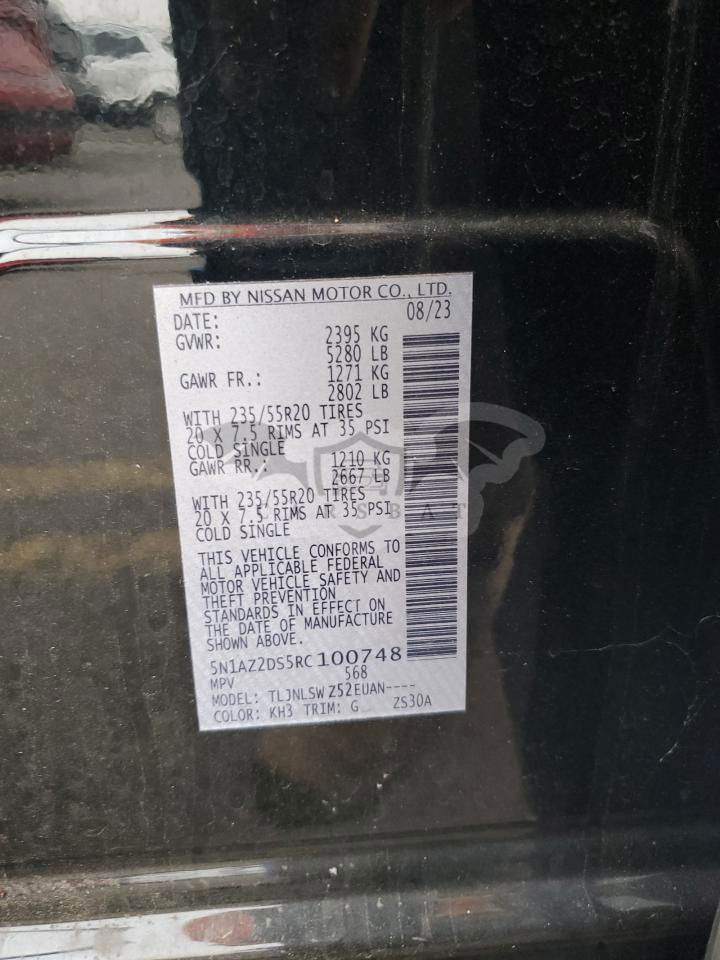 MFD BY NISSAN MOTOR CO., LTD.
DATE: 08/23
GVWR: 2395 KG
5280 LB
GAWR FR.: 1271 KG
2802 LB
WITH 235/55R20 TIRES
20 X 7.5 RIMS AT 35 PSI
COLD SINGLE
GAWR RR.: 1210 KG
2667 LB
WITH 235/55R20 TIRES
20 X 7.5 RIMS AT 35 PSI
COLD SINGLE
THIS VEHICLE CONFORMS TO
ALL APPLICABLE FEDERAL
MOTOR VEHICLE SAFETY AND
THEFT PREVENTION
STANDARDS IN EFFECT ON
THE DATE OF MANUFACTURE
SHOWN ABOVE.
5N1AZ2DS5RC100748
MPV 568
MODEL: TLJNLSW Z52EUAN----
COLOR: KH3 TRIM: G ZS30A